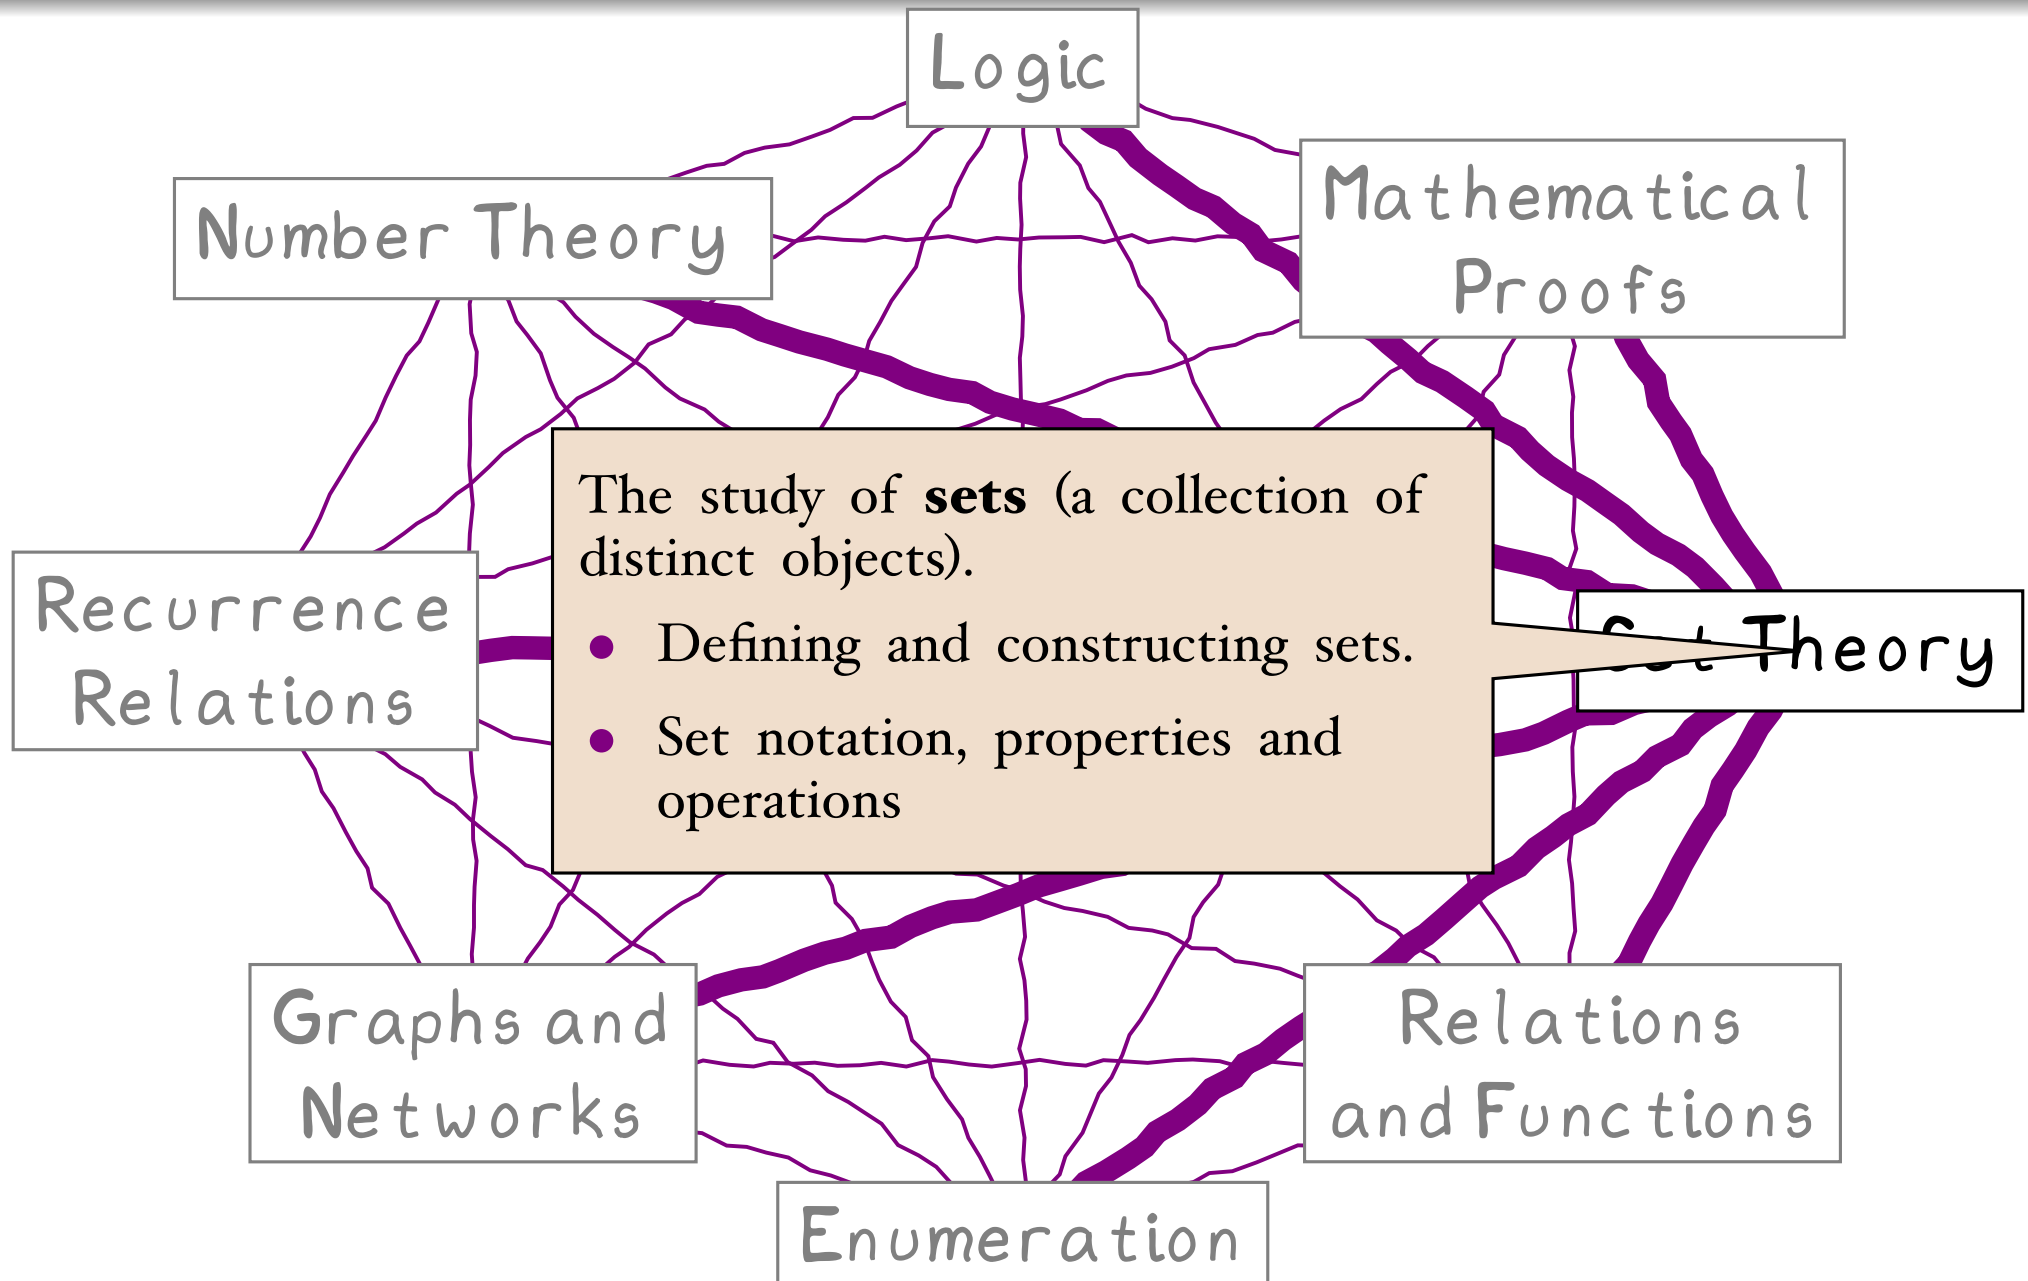 Logic
Mathematical
Proofs
Number Theory
The study of sets (a collection of
distinct objects).
• Defining and constructing sets.
• Set notation, properties and
operations
Recurrence
Relations
Set Theory
Graphs and
Networks
Relations
and Functions
Enumeration